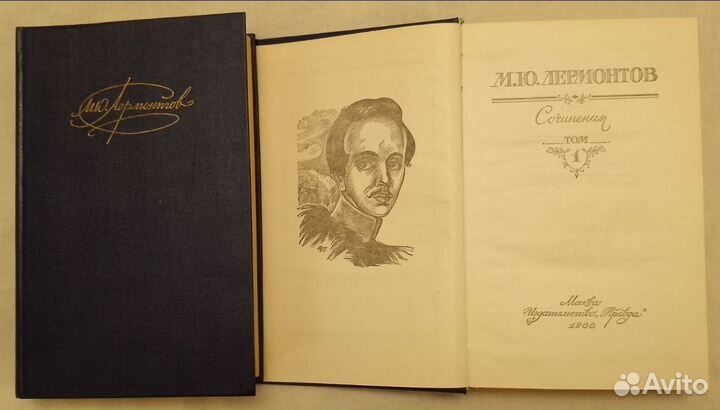 М.Ю. Лермонтов
М.Ю. ЛЕРМОНТОВ
Сочинения
ТОМ
1
Москва
Издательство „Правда"
1986
Avito